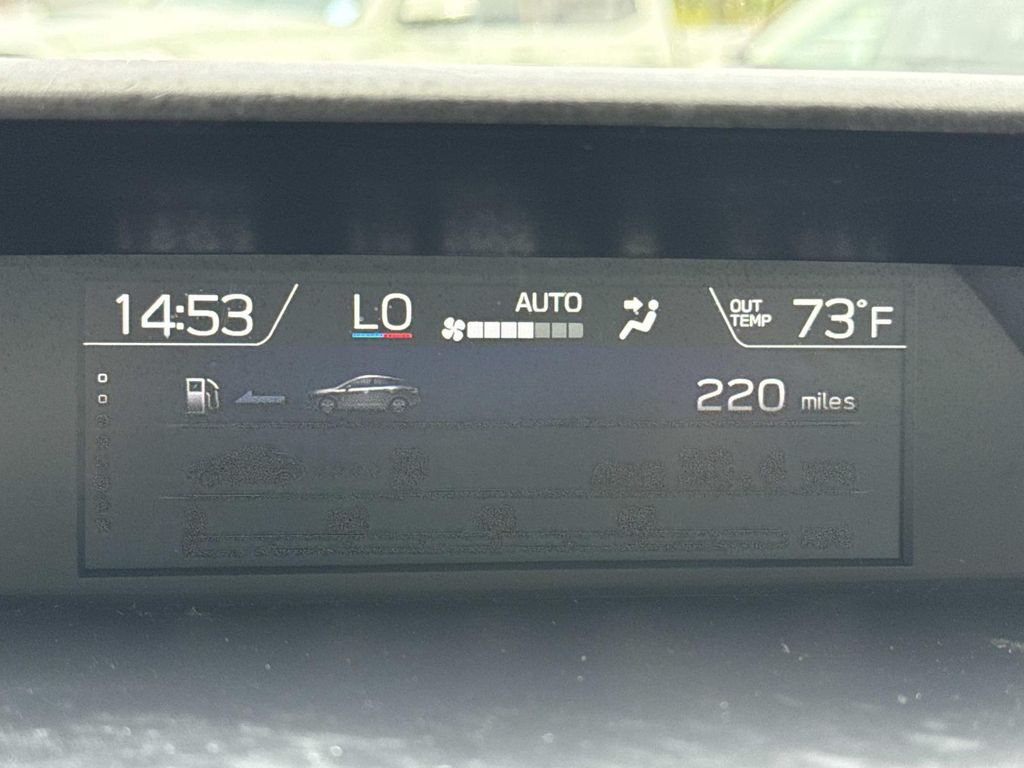 14:53 LO AUTO OUT TEMP 73°F
220 miles